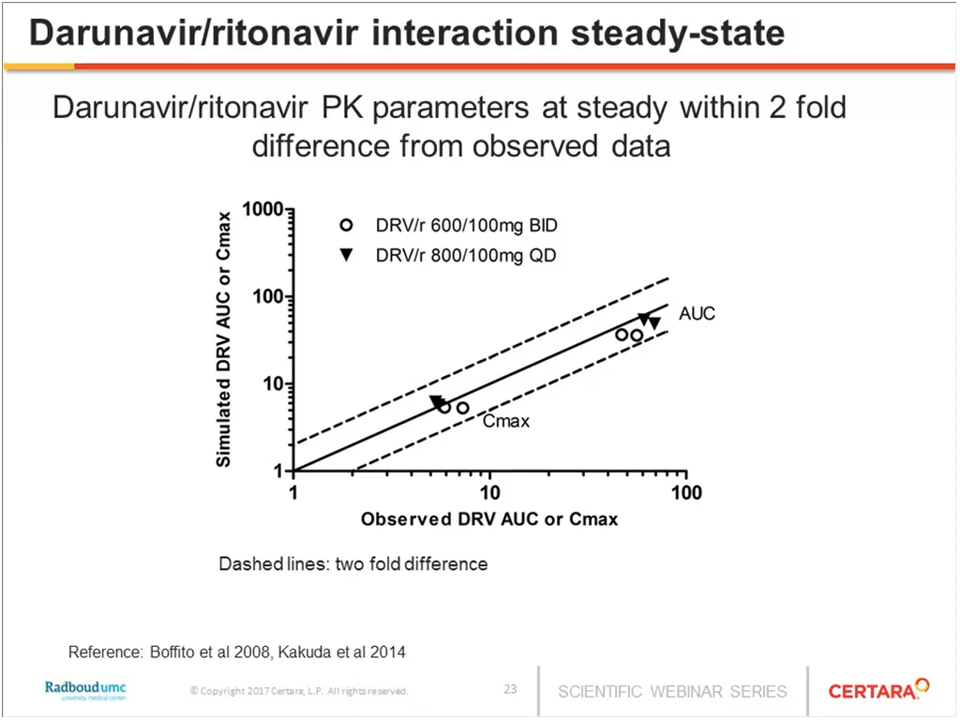 Darunavir/ritonavir interaction steady-state
Darunavir/ritonavir PK parameters at steady within 2 fold
difference from observed data
Simulated DRV AUC or Cmax
1000
100
10
1
DRV/r 600/100mg BID
DRV/r 800/100mg QD
AUC
Cmax
1
10
100
Observed DRV AUC or Cmax
Dashed lines: two fold difference
Reference: Boffito et al 2008, Kakuda et al 2014
Radboudumc
university medical center
© Copyright 2017 Certara, L.P. All rights reserved.
23
SCIENTIFIC WEBINAR SERIES
CERTARA